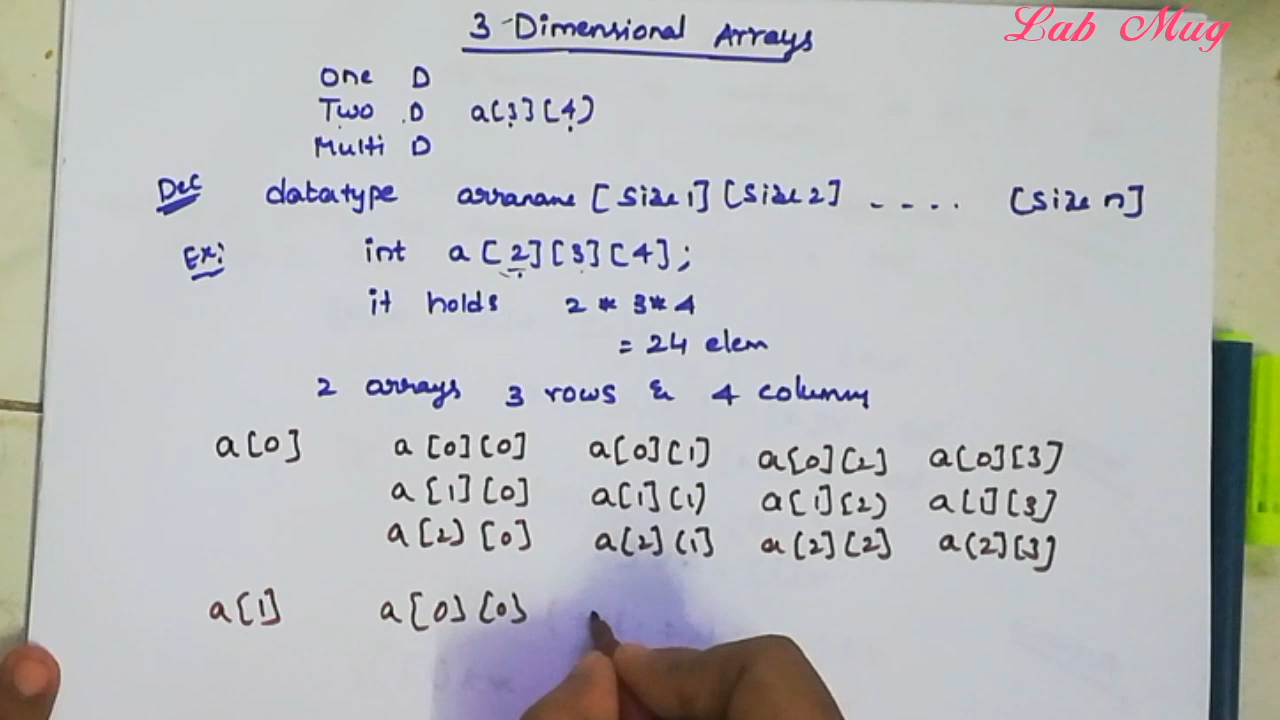 Lab Mug
3-Dimensional Arrays
One D
Two D a[3][4]
Multi D
Dec datatype arraname [size1][size2] - - - - [size n]
Ex: int a[2][3][4];
it holds 2 * 3 * 4
= 24 elem
2 arrays 3 rows & 4 columns
a[0] a[0][0] a[0][1] a[0][2] a[0][3]
a[1][0] a[1][1] a[1][2] a[1][3]
a[2][0] a[2][1] a[2][2] a[2][3]
a[1] a[0][0]